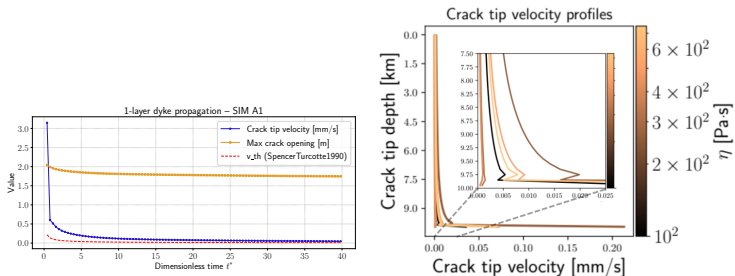 1-layer dyke propagation – SIM A1
Value
3.0
2.5
2.0
1.5
1.0
0.5
0.0
Crack tip velocity [mm/s]
Max crack opening [m]
v_th (SpencerTurcotte1990)
0 5 10 15 20 25 30 35 40
Dimensionless time t*
Crack tip velocity profiles
Crack tip depth [km]
0.0
1.5
3.0
4.5
6.0
7.5
9.0
7.50
7.75
8.00
8.25
8.50
8.75
9.00
9.25
9.50
9.75
10.00
0.000 0.005 0.010 0.015 0.020 0.025
0.00 0.05 0.10 0.15 0.20
Crack tip velocity [mm/s]
6 × 10²
4 × 10²
3 × 10²
2 × 10²
10²
η [Pa·s]